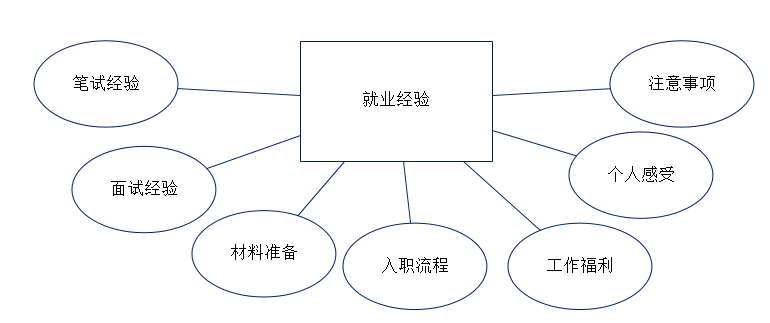 就业经验
笔试经验
注意事项
面试经验
个人感受
材料准备
入职流程
工作福利